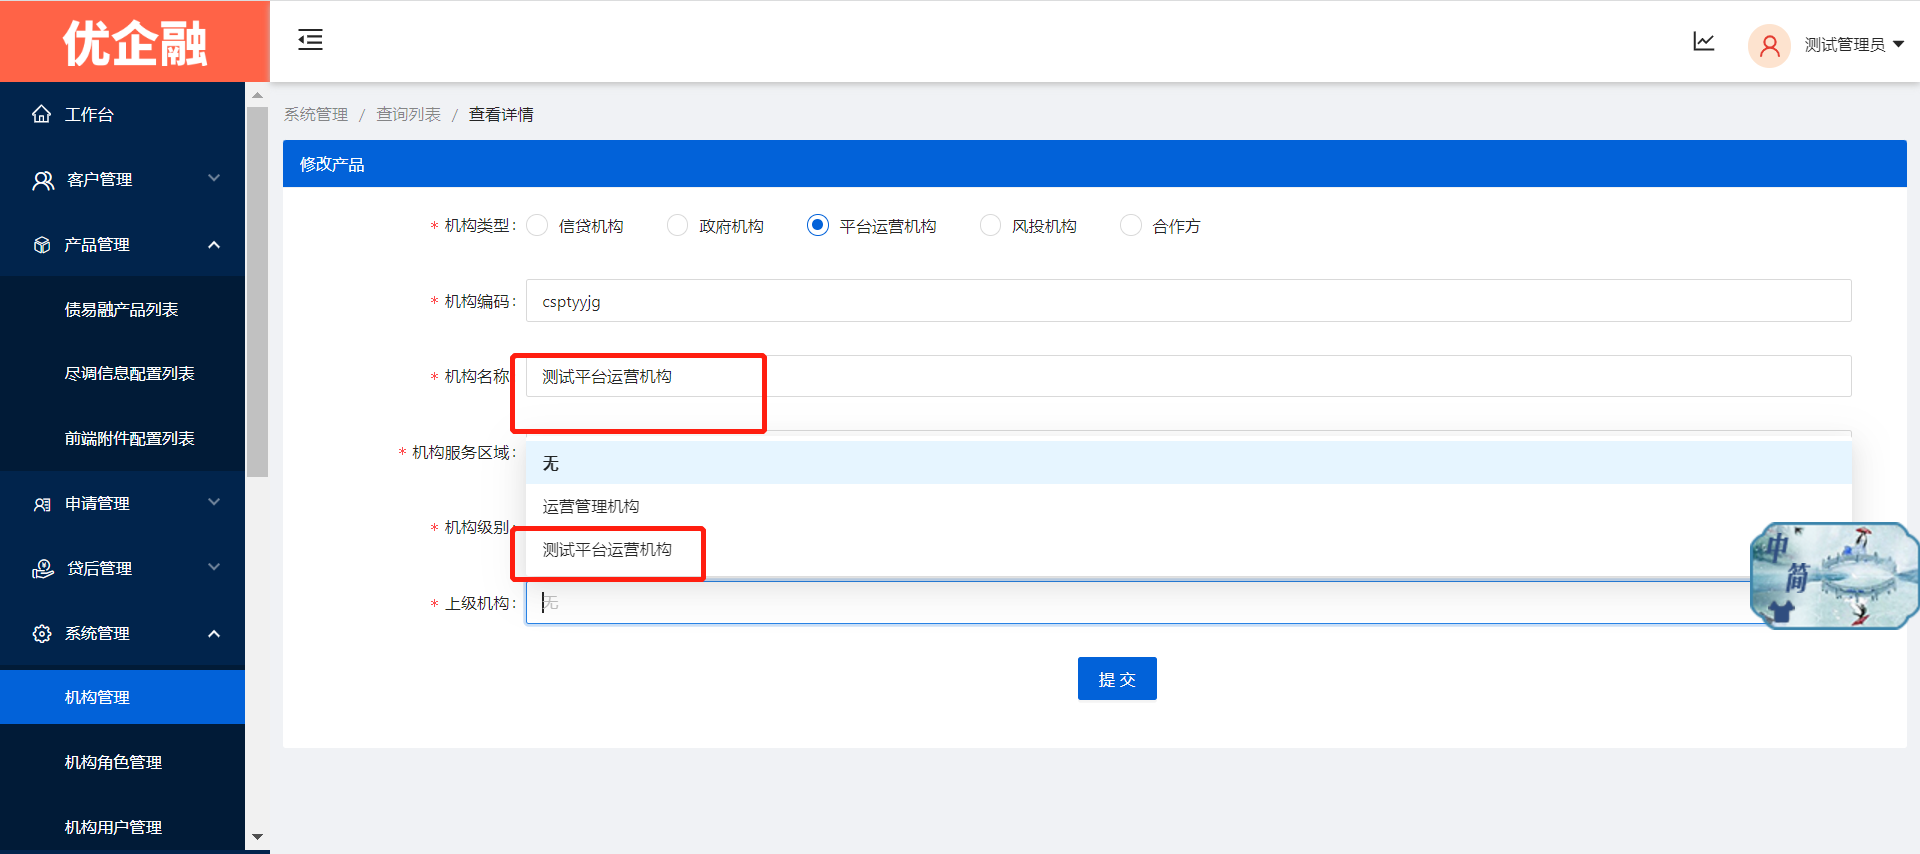 优企融
测试管理员
工作台
客户管理
产品管理
债易融产品列表
尽调信息配置列表
前端附件配置列表
申请管理
贷后管理
系统管理
机构管理
机构角色管理
机构用户管理
系统管理 / 查询列表 / 查看详情
修改产品
* 机构类型: 信贷机构 政府机构 平台运营机构 风投机构 合作方
* 机构编码: csptyyjg
* 机构名称 测试平台运营机构
* 机构服务区域:
无
运营管理机构
* 机构级别:
测试平台运营机构
* 上级机构: 无
提 交
中
简